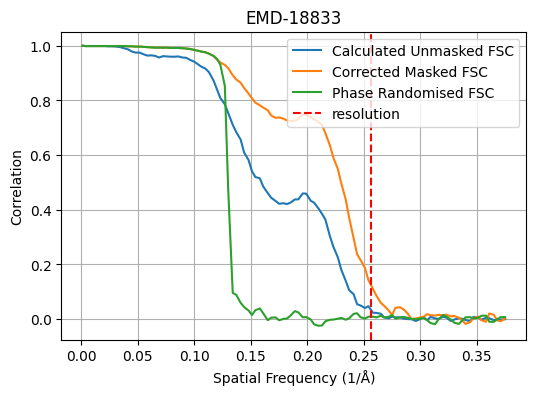 EMD-18833
Calculated Unmasked FSC
Corrected Masked FSC
Phase Randomised FSC
resolution
Correlation
1.0
0.8
0.6
0.4
0.2
0.0
0.00 0.05 0.10 0.15 0.20 0.25 0.30 0.35
Spatial Frequency (1/Å)